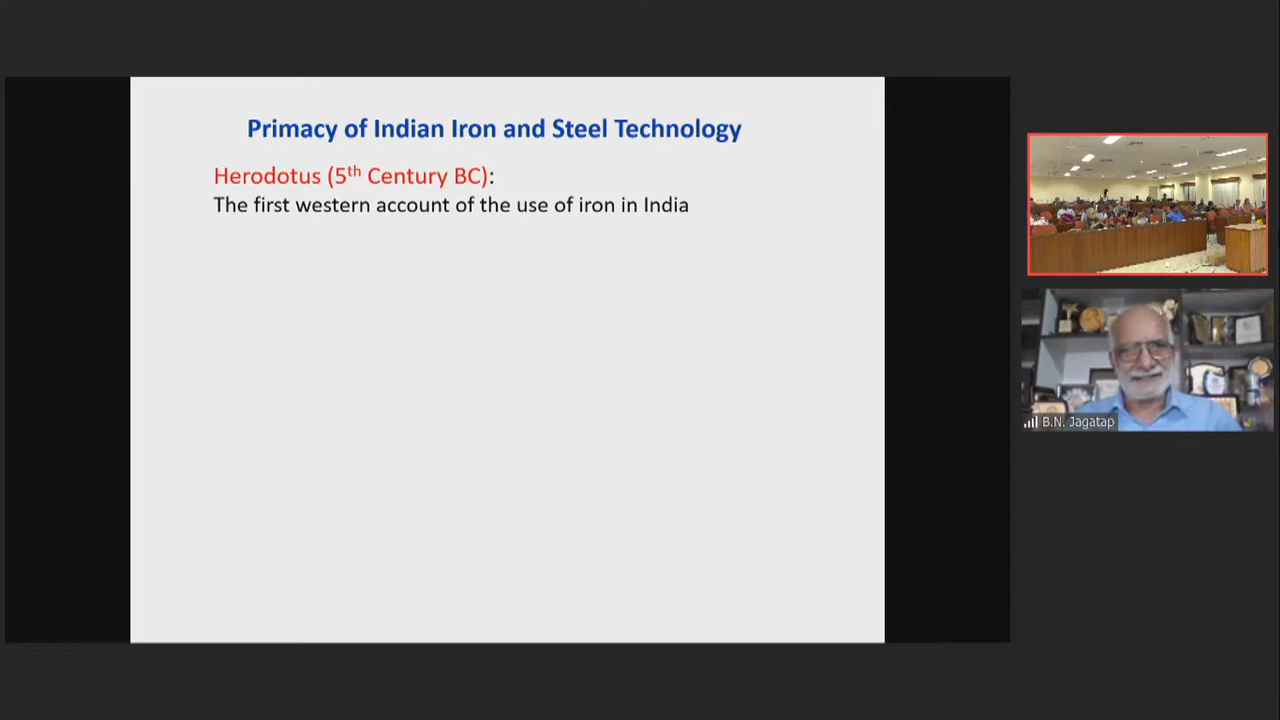 Primacy of Indian Iron and Steel Technology
Herodotus (5th Century BC):
The first western account of the use of iron in India
B.N. Jagatap